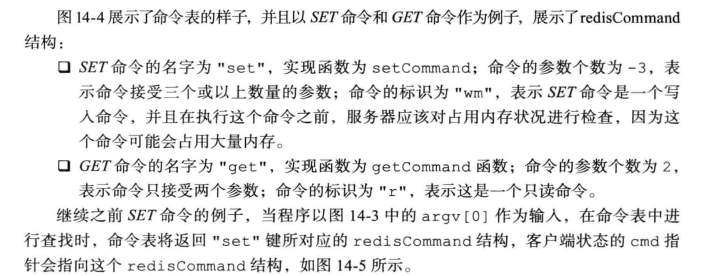 图 14-4 展示了命令表的样子，并且以 SET 命令和 GET 命令作为例子，展示了redisCommand
结构：
❑ SET 命令的名字为 "set"，实现函数为 setCommand；命令的参数个数为 -3，表
示命令接受三个或以上数量的参数；命令的标识为 "wm"，表示 SET 命令是一个写
入命令，并且在执行这个命令之前，服务器应该对占用内存状况进行检查，因为这
个命令可能会占用大量内存。
❑ GET 命令的名字为 "get"，实现函数为 getCommand 函数；命令的参数个数为 2，
表示命令只接受两个参数；命令的标识为 "r"，表示这是一个只读命令。
继续之前 SET 命令的例子，当程序以图 14-3 中的 argv[0] 作为输入，在命令表中进
行查找时，命令表将返回 "set" 键所对应的 redisCommand 结构，客户端状态的 cmd 指
针会指向这个 redisCommand 结构，如图 14-5 所示。